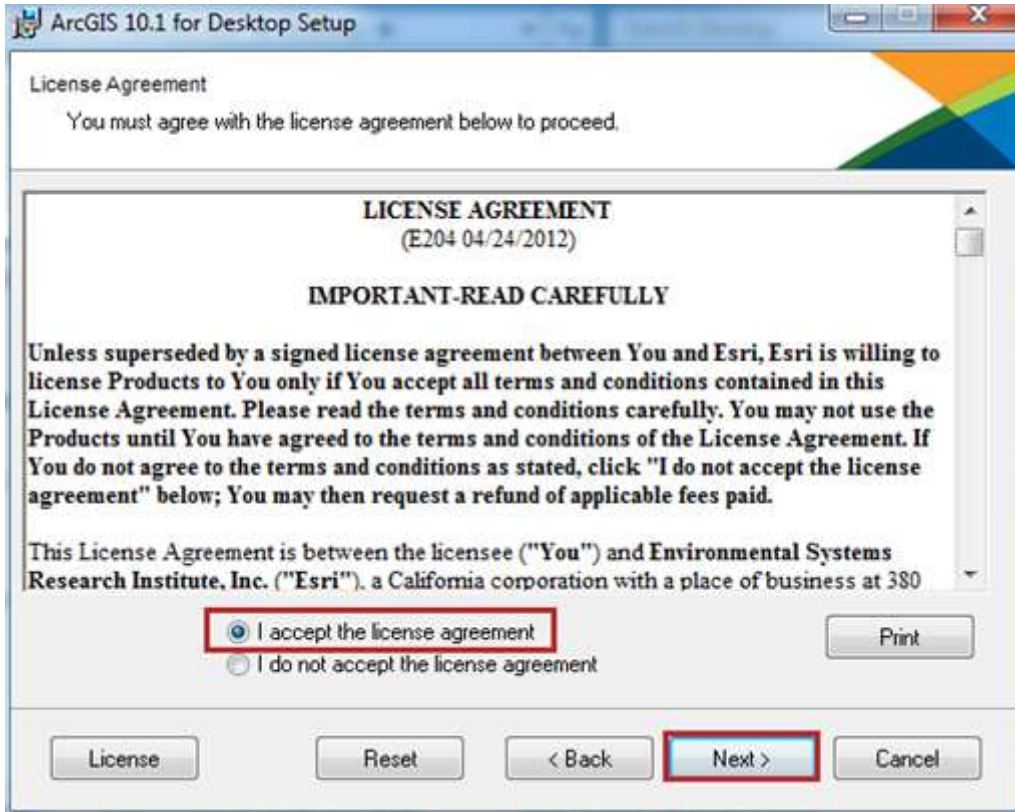 ArcGIS 10.1 for Desktop Setup
License Agreement
You must agree with the license agreement below to proceed.
LICENSE AGREEMENT
(E204 04/24/2012)
IMPORTANT-READ CAREFULLY
Unless superseded by a signed license agreement between You and Esri, Esri is willing to
license Products to You only if You accept all terms and conditions contained in this
License Agreement. Please read the terms and conditions carefully. You may not use the
Products until You have agreed to the terms and conditions of the License Agreement. If
You do not agree to the terms and conditions as stated, click "I do not accept the license
agreement" below; You may then request a refund of applicable fees paid.
This License Agreement is between the licensee ("You") and Environmental Systems
Research Institute, Inc. ("Esri"), a California corporation with a place of business at 380
I accept the license agreement
I do not accept the license agreement
Print
License
Reset
< Back
Next >
Cancel